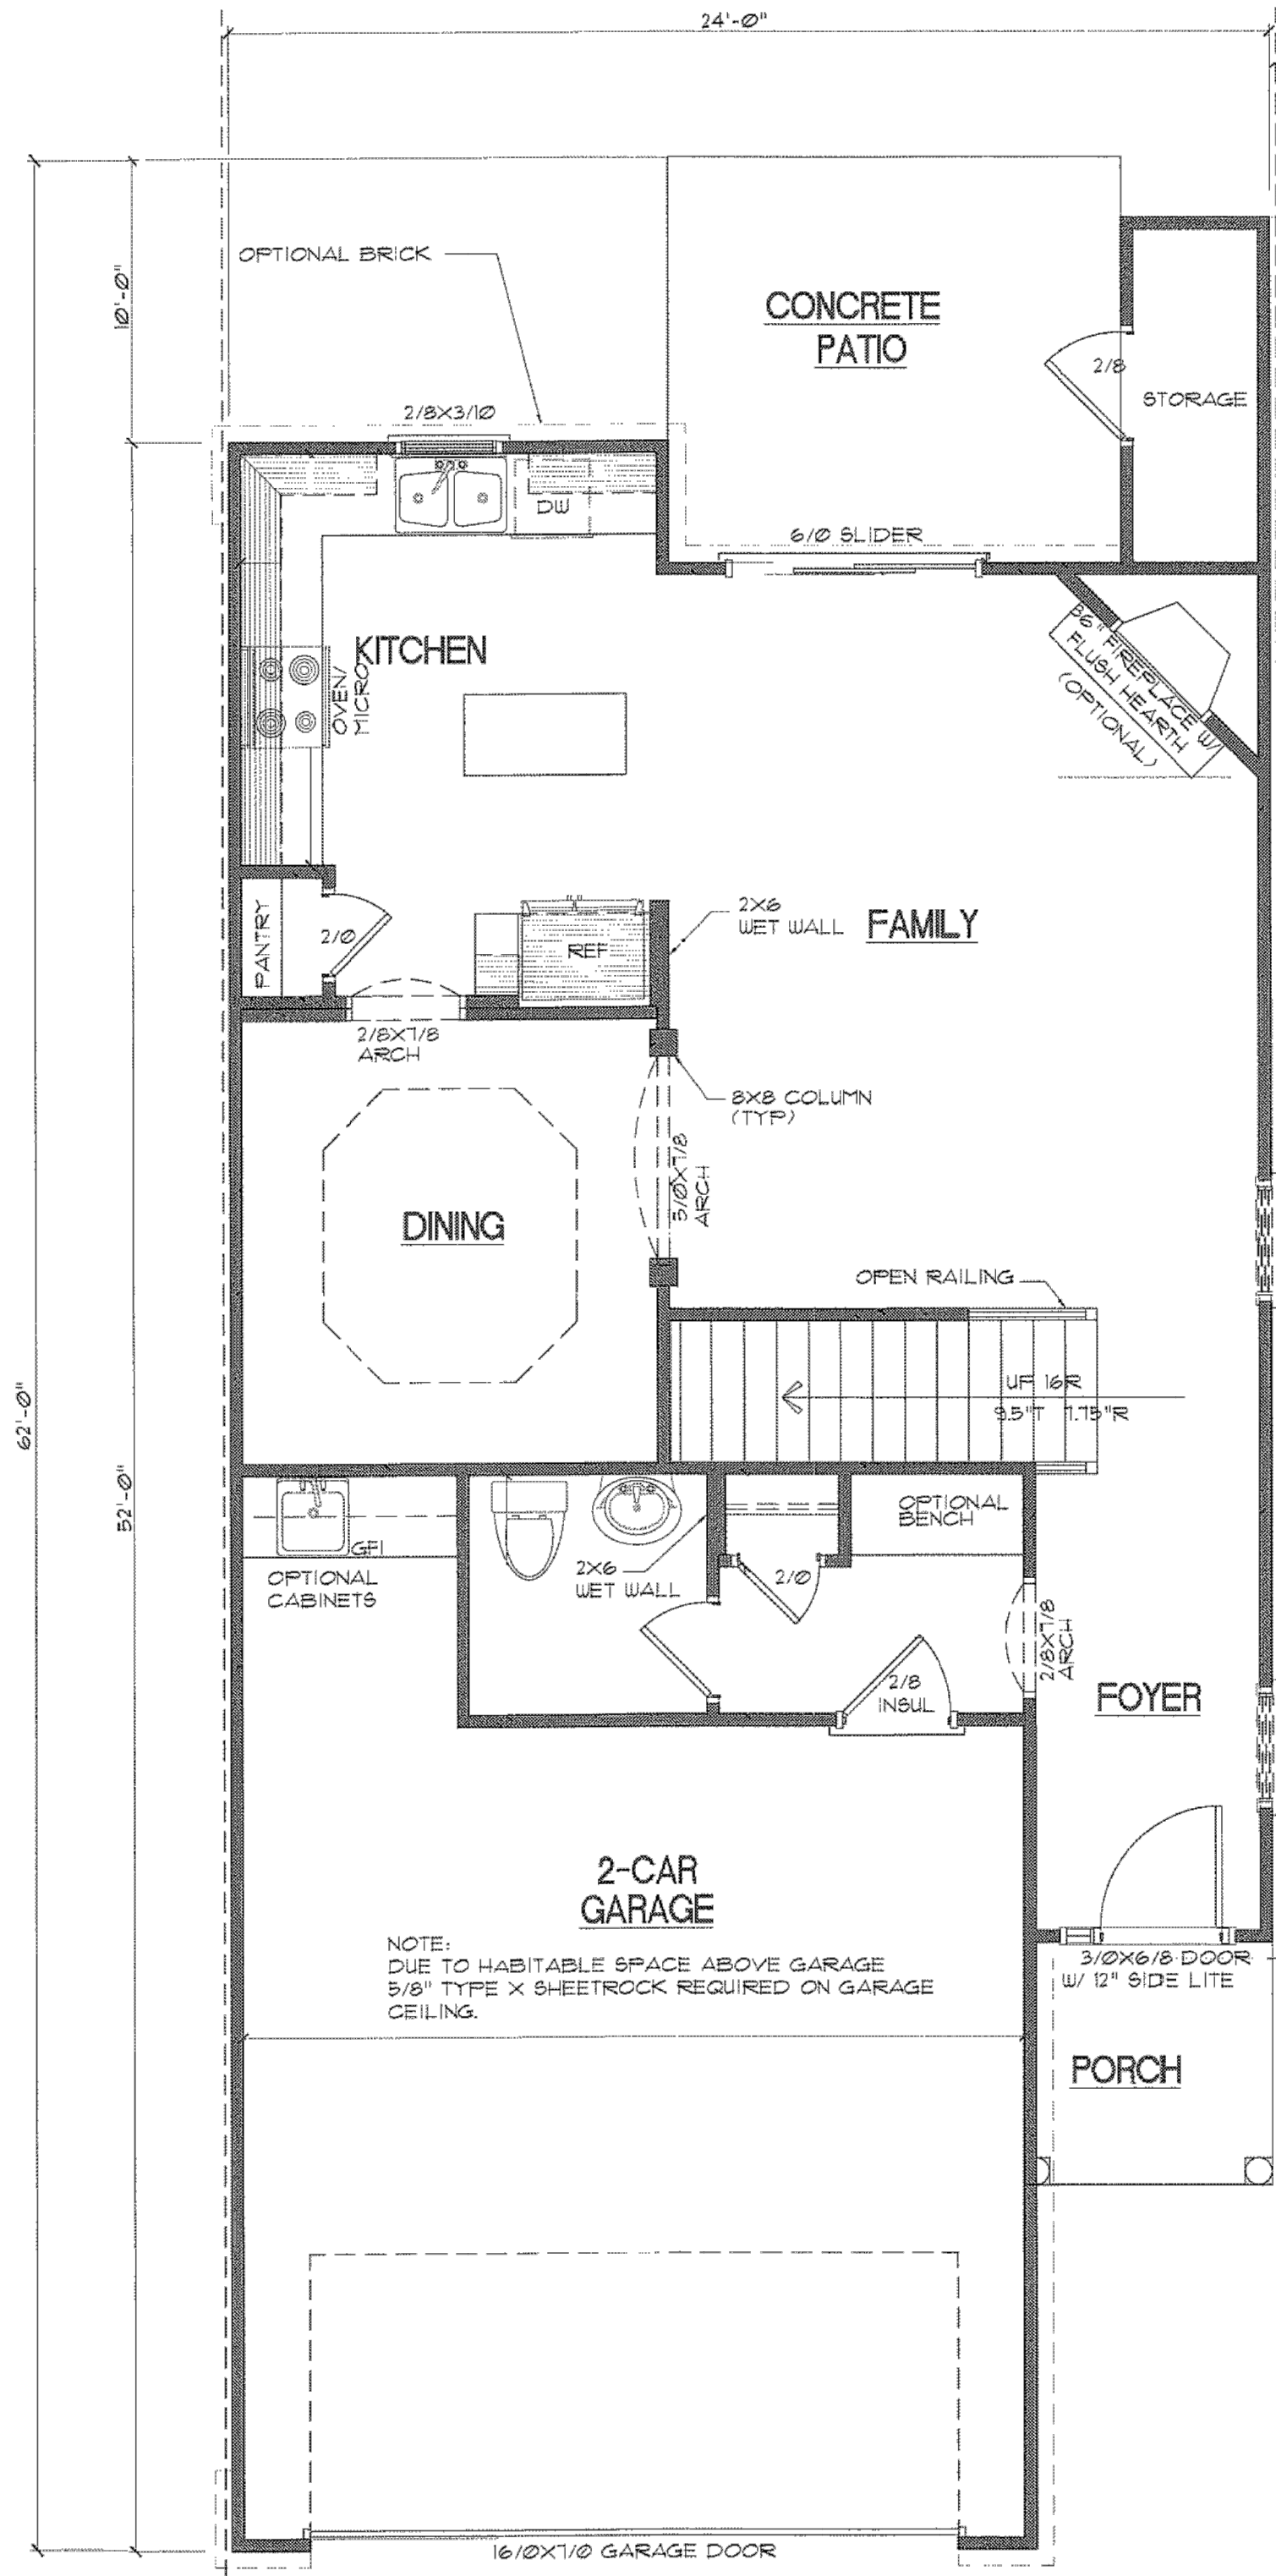 24'-0"
10'-0"
OPTIONAL BRICK
CONCRETE
PATIO
2/8
STORAGE
2/8X3/10
DW
6/0 SLIDER
KITCHEN
OVEN/
MICRO
36" FIREPLACE W/
FLUSH HEARTH
(OPTIONAL)
PANTRY
2/0
REF
2X6
WET WALL
FAMILY
2/8X7/8
ARCH
8X8 COLUMN
(TYP)
5/0X7/8
ARCH
DINING
OPEN RAILING
UP 16R
9.5"T 7.75"R
62'-0"
52'-0"
GFI
OPTIONAL
CABINETS
2X6
WET WALL
2/0
OPTIONAL
BENCH
2/8X7/8
ARCH
2/8
INSUL
FOYER
2-CAR
GARAGE
NOTE:
DUE TO HABITABLE SPACE ABOVE GARAGE
5/8" TYPE X SHEETROCK REQUIRED ON GARAGE
CEILING.
3/0X6/8 DOOR
W/ 12" SIDE LITE
PORCH
16/0X7/0 GARAGE DOOR